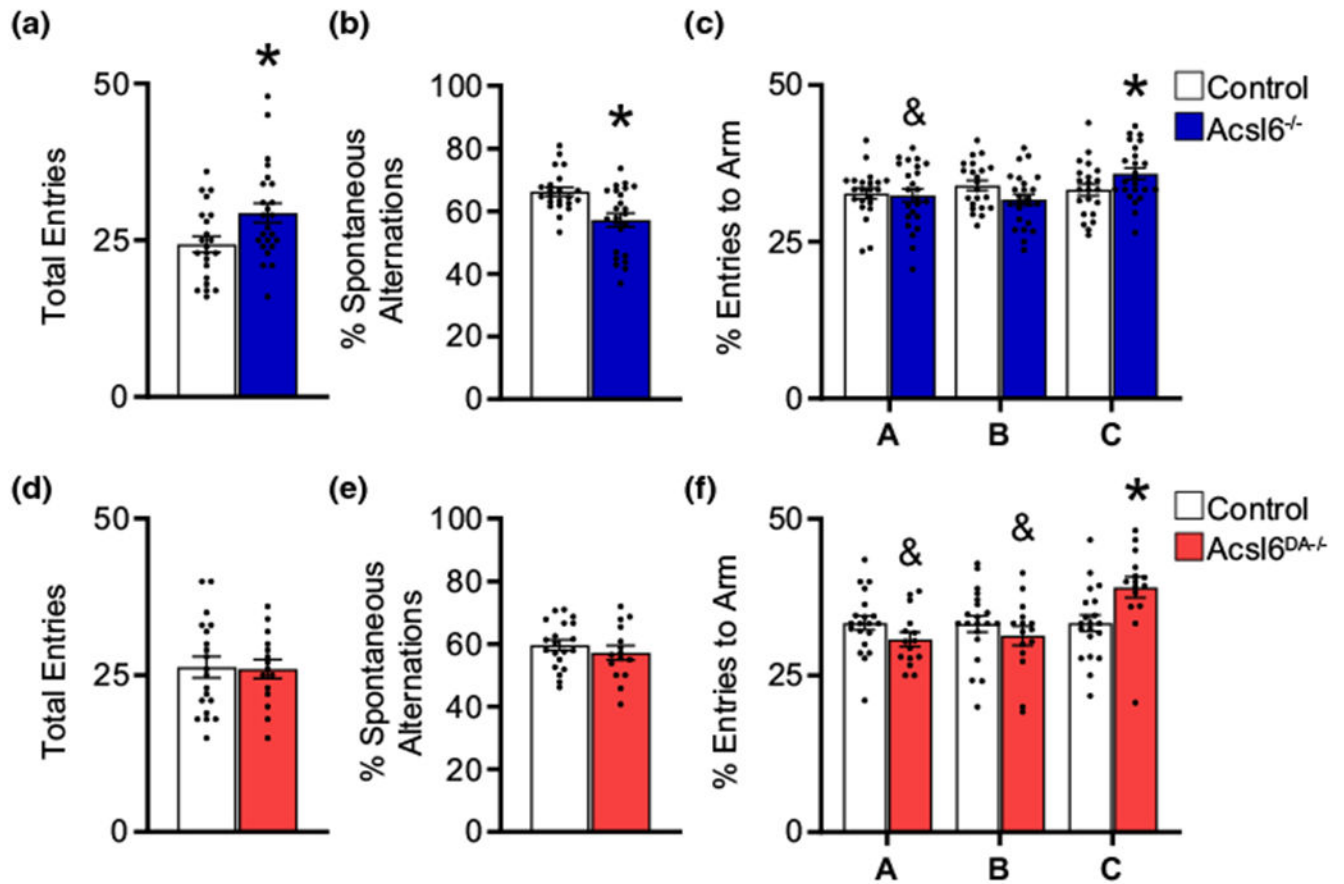 (a)
50
25
0
Total Entries
*
(b)
100
80
60
40
20
0
% Spontaneous
Alternations
*
(c)
50
25
0
% Entries to Arm
&
*
A B C
Control
Acsl6-/-
(d)
50
25
0
Total Entries
(e)
100
80
60
40
20
0
% Spontaneous
Alternations
(f)
50
25
0
% Entries to Arm
&
&
*
A B C
Control
Acsl6DA-/-